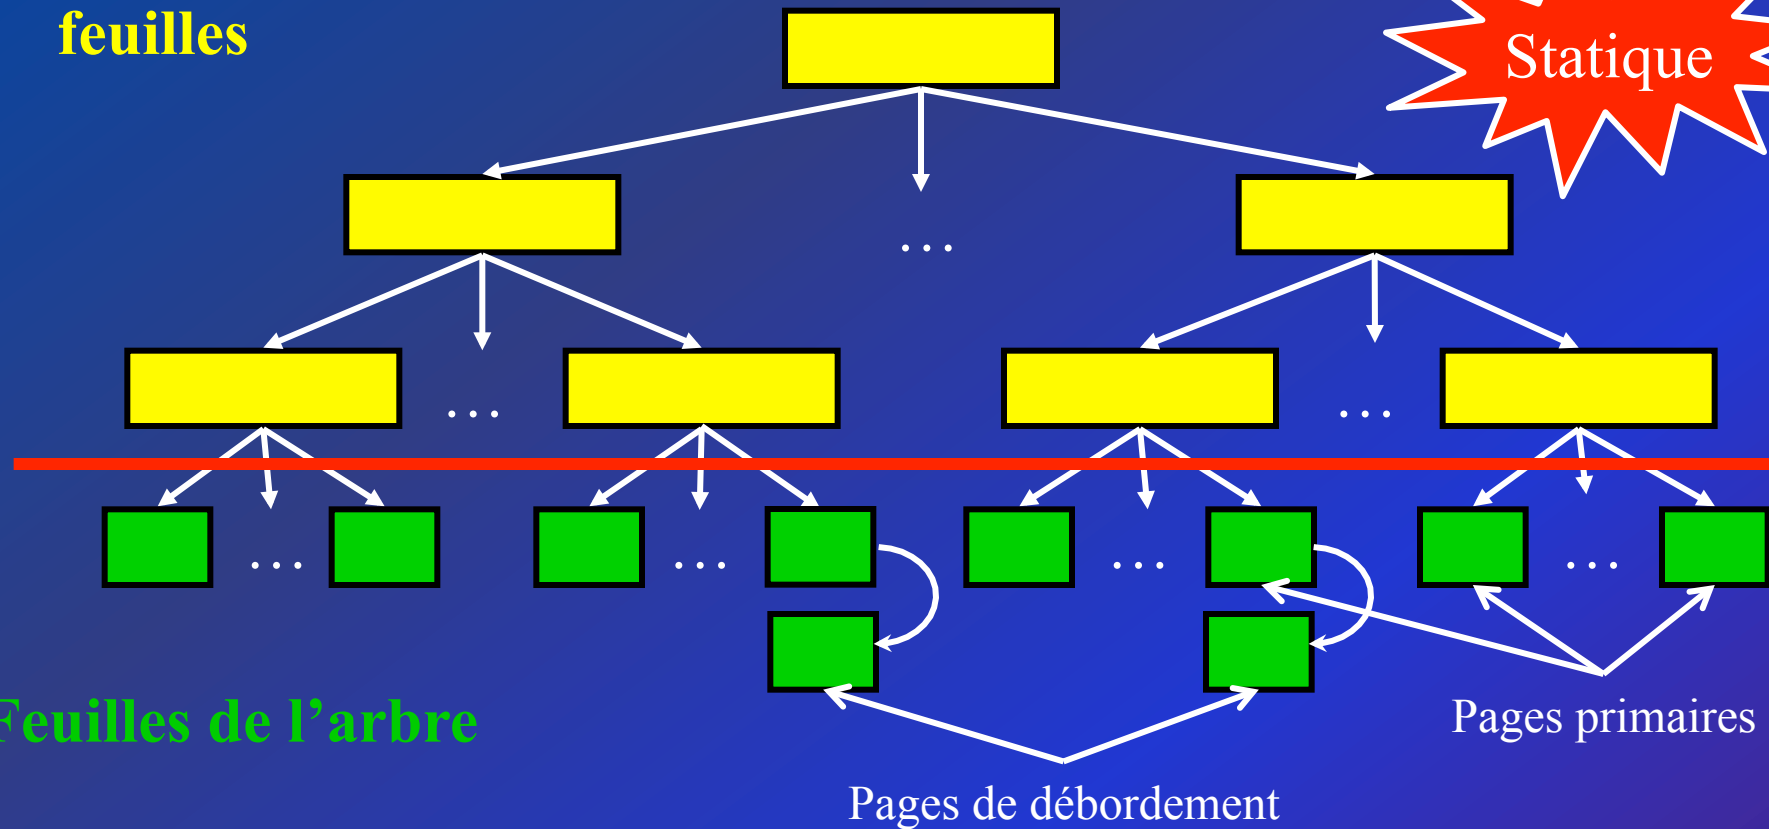 feuilles
Statique
...
...
...
...
...
...
...
Feuilles de l’arbre
Pages primaires
Pages de débordement